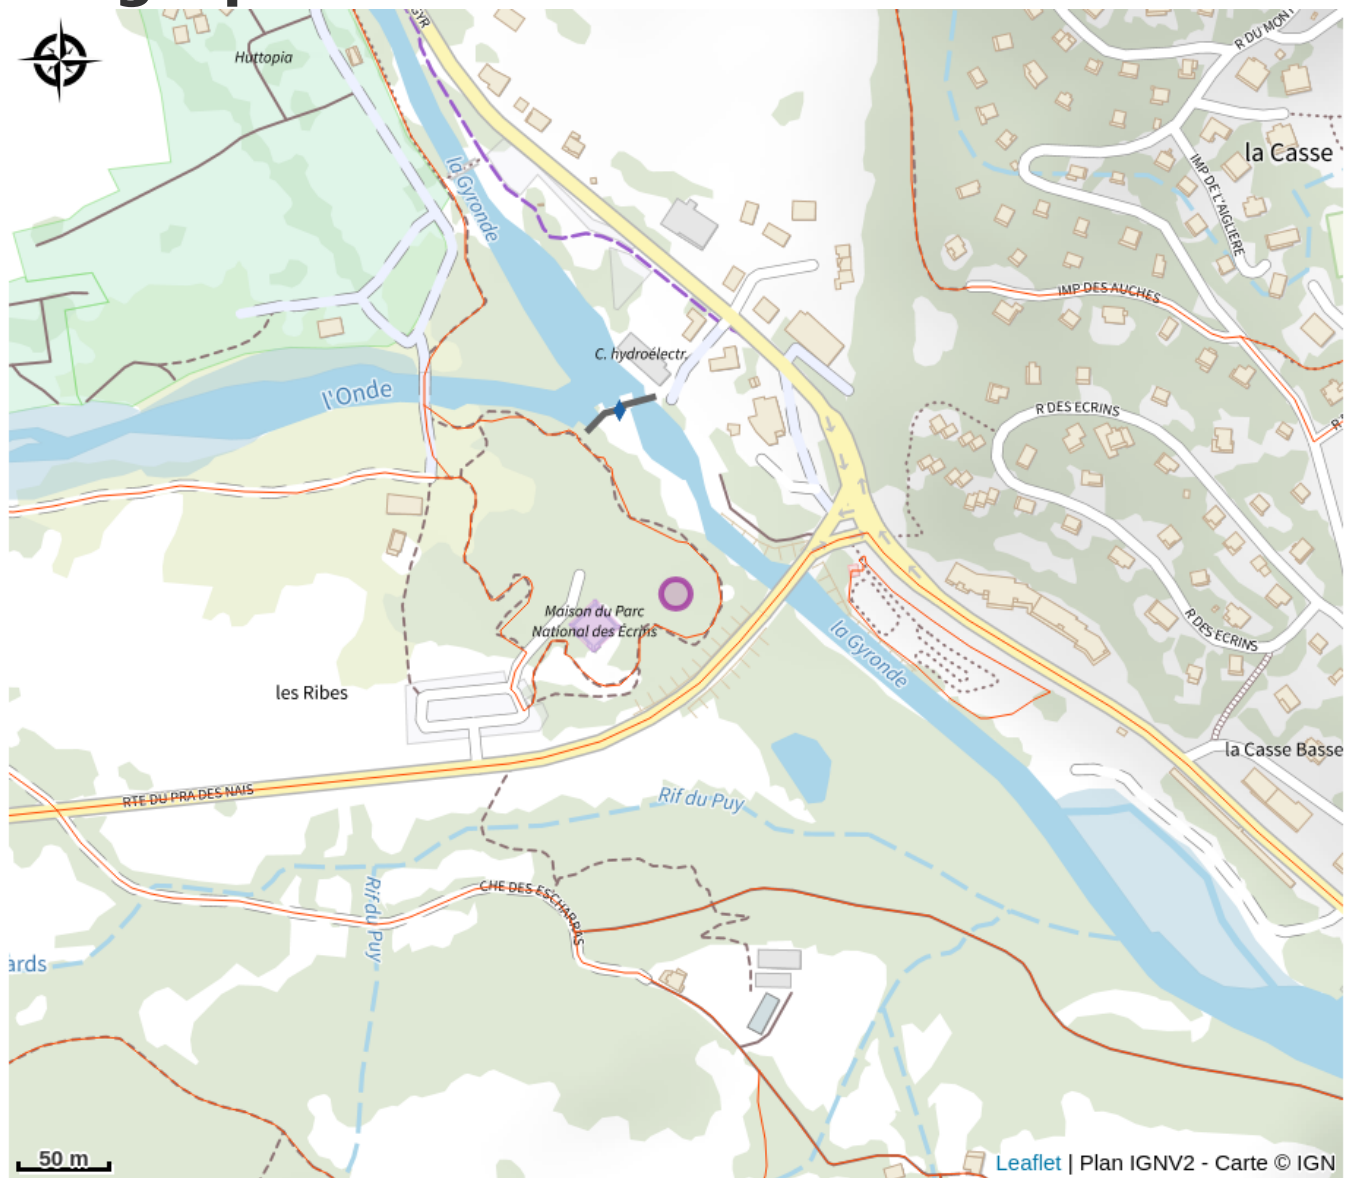 GYR
Huttopia
R DU MONT
la Casse
la Gyronde
IMP DE L'AIGLIERE
IMP DES AUCHES
C. hydroélectr.
l'Onde
R DES ECRINS
Maison du Parc
National des Écrins
la Gyronde
R DES ECRINS
les Ribes
la Casse Basse
RTE DU PRA DES NAIS
Rif du Puy
CHE DES ESCHARRAS
Rif du Puy
ards
50 m
Leaflet | Plan IGNV2 - Carte © IGN